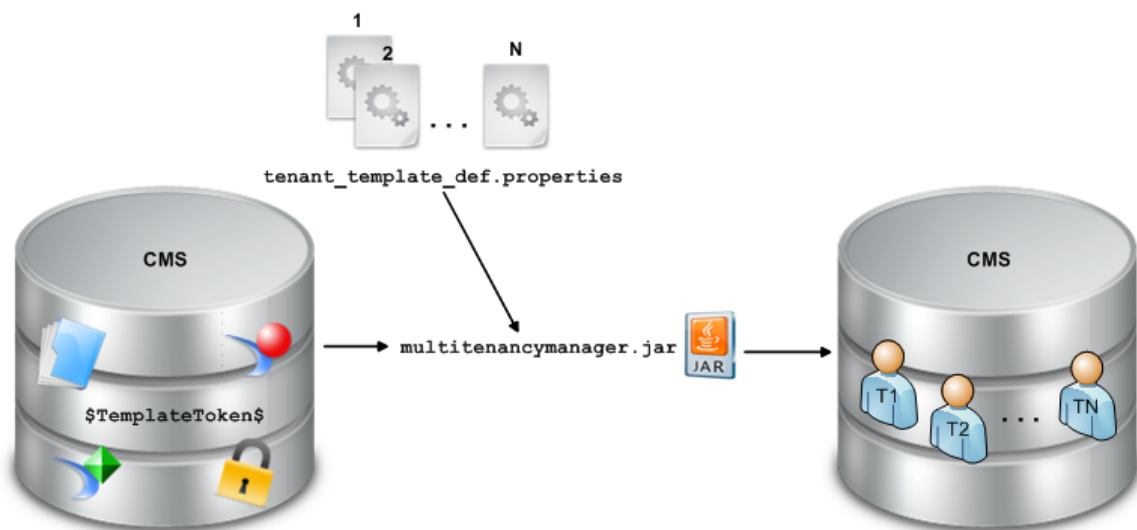 1
2
N
...
tenant_template_def.properties
CMS
CMS
multitenancymanager.jar
JAR
$TemplateToken$
T1
T2
...
TN